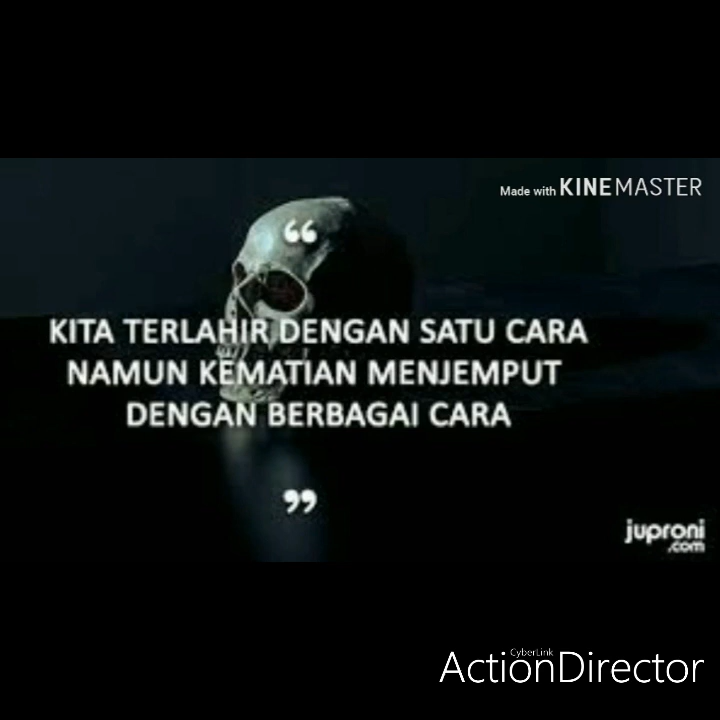 Made with KINEMASTER
“
KITA TERLAHIR DENGAN SATU CARA
NAMUN KEMATIAN MENJEMPUT
DENGAN BERBAGAI CARA
”
juproni
.com
CyberLink
ActionDirector